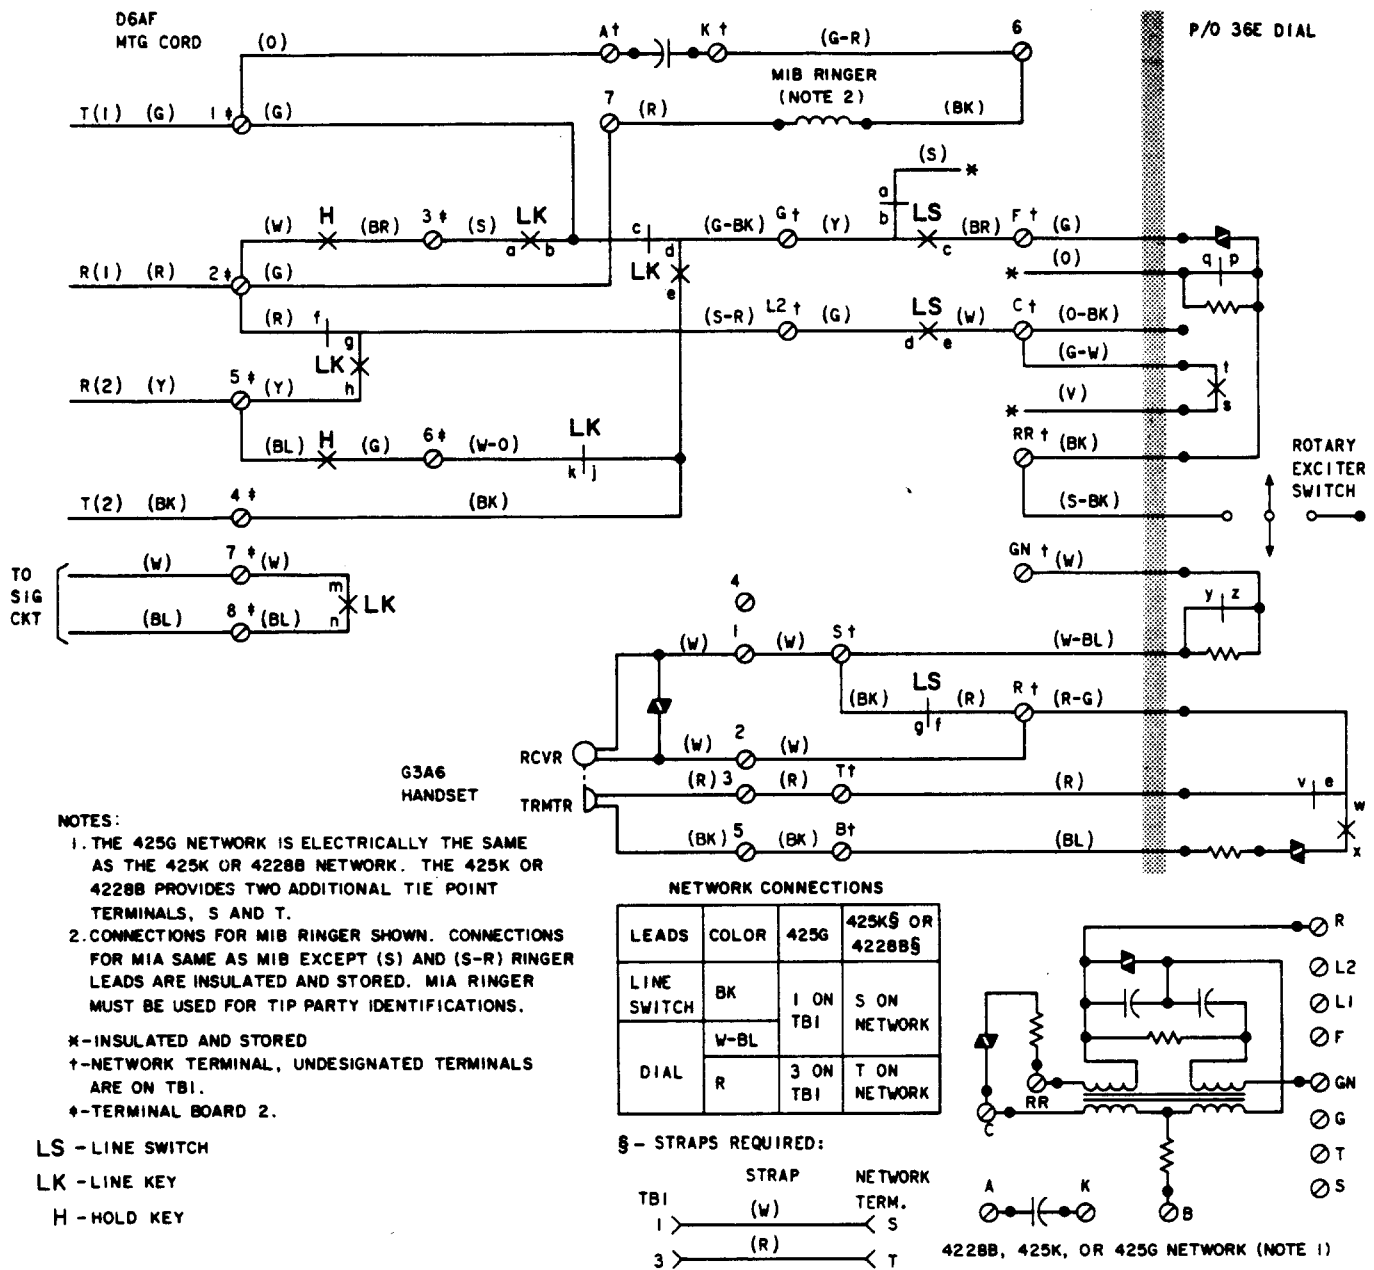 D6AF
MTG CORD
(O)
A†
K†
(G-R)
6
P/O 36E DIAL
MIB RINGER
(NOTE 2)
T(1) (G) 1‡ (G)
7 (R)
(BK)
(S) *
(W) H (BR) 3‡ (S) LK
a b
c
d
LK
e
(G-BK) G† (Y)
a
b
LS
c
(BR) F† (G)
* (O)
q p
R(1) (R) 2‡ (G)
(R) f
g
LK
h
(S-R) L2† (G)
LS
d e
(W) C† (O-BK)
(G-W)
t
s
* (V)
R(2) (Y) 5‡ (Y)
(BL) H (G) 6‡ (W-O) LK
k j
RR† (BK)
ROTARY
EXCITER
SWITCH
(S-BK)
T(2) (BK) 4‡ (BK)
TO
SIG
CKT
(W) 7‡ (W)
m
LK
n
(BL) 8‡ (BL)
GN† (W)
y z
4
(W) 1 (W) S† (W-BL)
(BK) LS (R) R† (R-G)
g f
RCVR
(W) 2 (W)
G3A6
HANDSET
TRMTR
(R) 3 (R) T† (R)
v e
w
x
(BK) 5 (BK) B† (BL)
NOTES:
1. THE 425G NETWORK IS ELECTRICALLY THE SAME
AS THE 425K OR 4228B NETWORK. THE 425K OR
4228B PROVIDES TWO ADDITIONAL TIE POINT
TERMINALS, S AND T.
2. CONNECTIONS FOR MIB RINGER SHOWN. CONNECTIONS
FOR MIA SAME AS MIB EXCEPT (S) AND (S-R) RINGER
LEADS ARE INSULATED AND STORED. MIA RINGER
MUST BE USED FOR TIP PARTY IDENTIFICATIONS.
*-INSULATED AND STORED
†-NETWORK TERMINAL, UNDESIGNATED TERMINALS
ARE ON TB1.
‡-TERMINAL BOARD 2.
LS - LINE SWITCH
LK - LINE KEY
H - HOLD KEY
NETWORK CONNECTIONS
LEADS COLOR 425G 425K§ OR
4228B§
LINE
SWITCH
BK
1 ON
TB1
S ON
NETWORK
DIAL
W-BL
R
3 ON
TB1
T ON
NETWORK
§ - STRAPS REQUIRED:
TB1
STRAP
NETWORK
TERM.
1 (W) S
3 (R) T
R
L2
L1
F
GN
G
T
S
RR
C
A K
B
4228B, 425K, OR 425G NETWORK (NOTE 1)